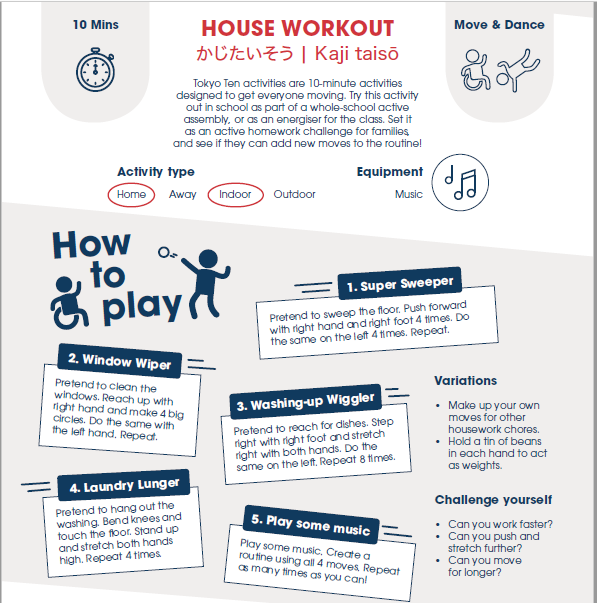 10 Mins
HOUSE WORKOUT
かじたいそう | Kaji taisō
Move & Dance
Tokyo Ten activities are 10-minute activities
designed to get everyone moving. Try this activity
out in school as part of a whole-school active
assembly, or as an energiser for the class. Set it
as an active homework challenge for families,
and see if they can add new moves to the routine!
Activity type
Home Away Indoor Outdoor
Equipment
Music
How
to
play
1. Super Sweeper
Pretend to sweep the floor. Push forward
with right hand and right foot 4 times. Do
the same on the left 4 times. Repeat.
2. Window Wiper
Pretend to clean the
windows. Reach up with
right hand and make 4 big
circles. Do the same with
the left hand. Repeat.
3. Washing-up Wiggler
Pretend to reach for dishes. Step
right with right foot and stretch
right with both hands. Do the
same on the left. Repeat 8 times.
4. Laundry Lunger
Pretend to hang out the
washing. Bend knees and
touch the floor. Stand up
and stretch both hands
high. Repeat 4 times.
5. Play some music
Play some music. Create a
routine using all 4 moves. Repeat
as many times as you can!
Variations
• Make up your own
moves for other
housework chores.
• Hold a tin of beans
in each hand to act
as weights.
Challenge yourself
• Can you work faster?
• Can you push and
stretch further?
• Can you move
for longer?